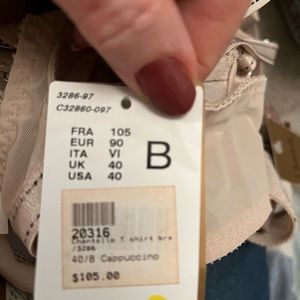 3286-97
C32860-097
FRA 105
EUR 90
ITA VI
UK 40
USA 40
B
20316
Chantelle T shirt Bra
/3286
40/B Cappuccino
$105.00